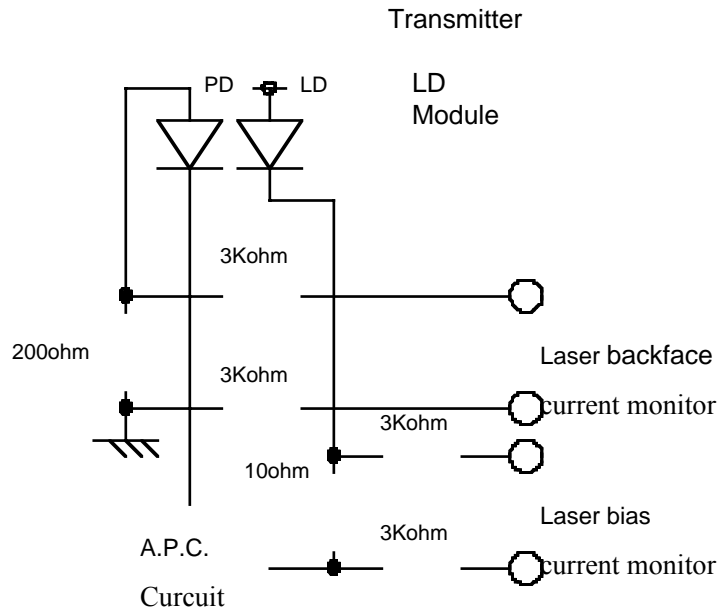 Transmitter
PD
LD
LD
Module
3Kohm
200ohm
Laser backface
3Kohm
current monitor
3Kohm
10ohm
Laser bias
3Kohm
A.P.C.
current monitor
Curcuit